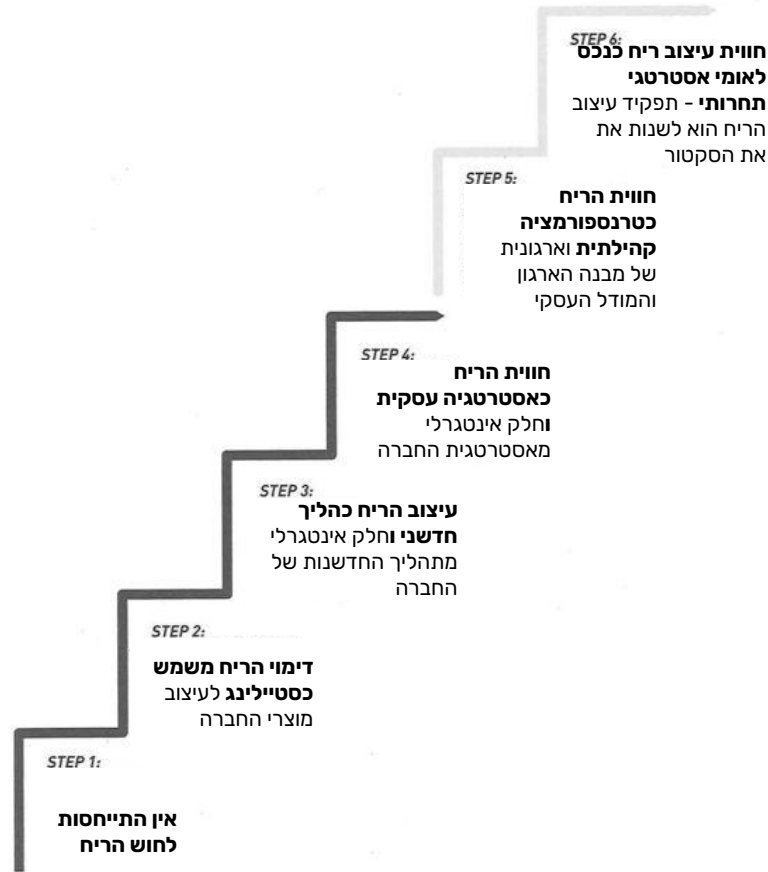 STEP 6:
חווית עיצוב ריח כנכס
לאומי אסטרטגי
תחרותי - תפקיד עיצוב
הריח הוא לשנות את
את הסקטור
STEP 5:
חווית הריח
כטרנספורמציה
קהילתית וארגונית
של מבנה הארגון
והמודל העסקי
STEP 4:
חווית הריח
כאסטרטגיה עסקית
וחלק אינטגרלי
מאסטרטגית החברה
STEP 3:
עיצוב הריח כהליך
חדשני וחלק אינטגרלי
מתהליך החדשנות של
החברה
STEP 2:
דימוי הריח משמש
כסטיילינג לעיצוב
מוצרי החברה
STEP 1:
אין התייחסות
לחוש הריח